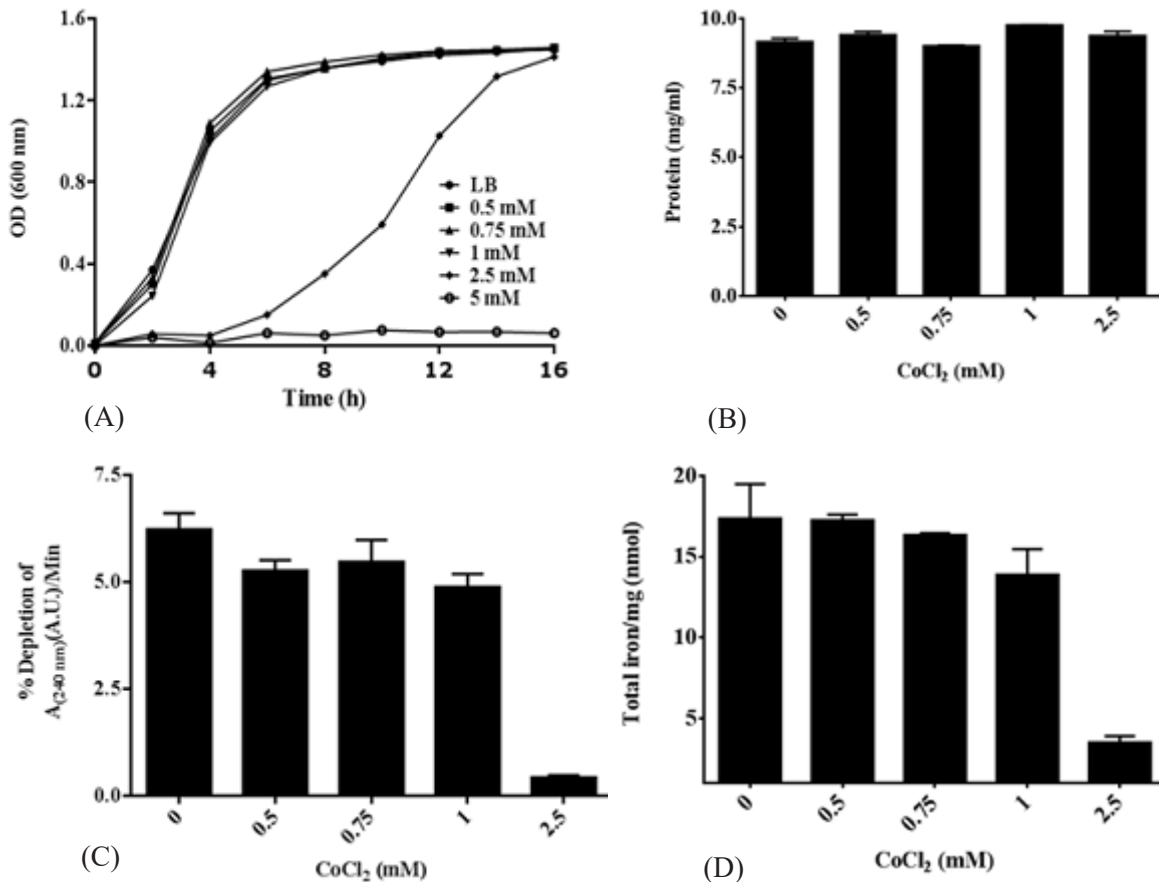 1.6
1.2
0.8
0.4
0.0
OD (600 nm)
LB
0.5 mM
0.75 mM
1 mM
2.5 mM
5 mM
0 4 8 12 16
Time (h)
(A)
10.0
7.5
5.0
2.5
0.0
Protein (mg/ml)
0 0.5 0.75 1 2.5
CoCl₂ (mM)
(B)
7.5
5.0
2.5
0.0
% Depletion of
A(240 nm)(A.U.)/Min
0 0.5 0.75 1 2.5
CoCl₂ (mM)
(C)
20
15
10
5
Total iron/mg (nmol)
0 0.5 0.75 1 2.5
CoCl₂ (mM)
(D)